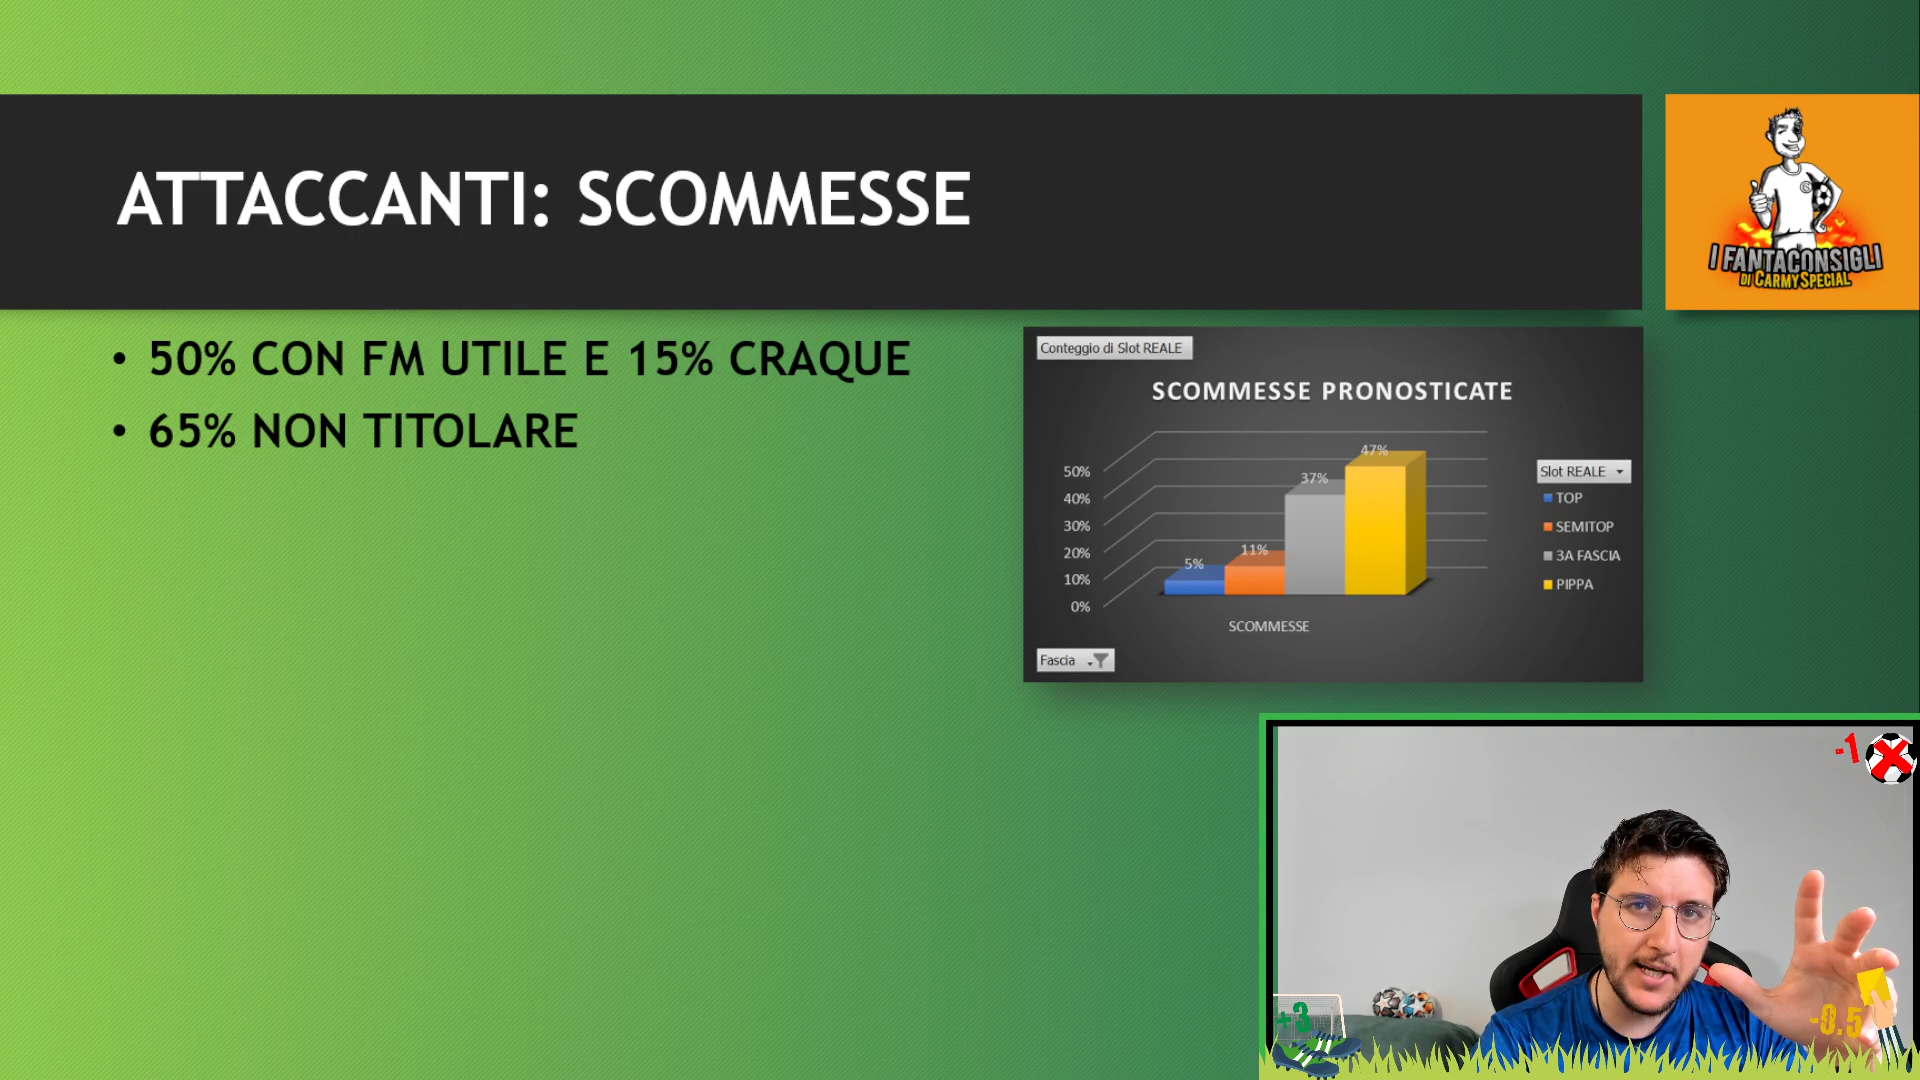 ATTACCANTI: SCOMMESSE
I FANTACONSIGLI
DI CARMYSPECIAL
• 50% CON FM UTILE E 15% CRAQUE
• 65% NON TITOLARE
Conteggio di Slot REALE
SCOMMESSE PRONOSTICATE
50%
40%
30%
20%
10%
0%
5%
11%
37%
47%
SCOMMESSE
Slot REALE
TOP
SEMITOP
3A FASCIA
PIPPA
Fascia
-1
+3
-0.5